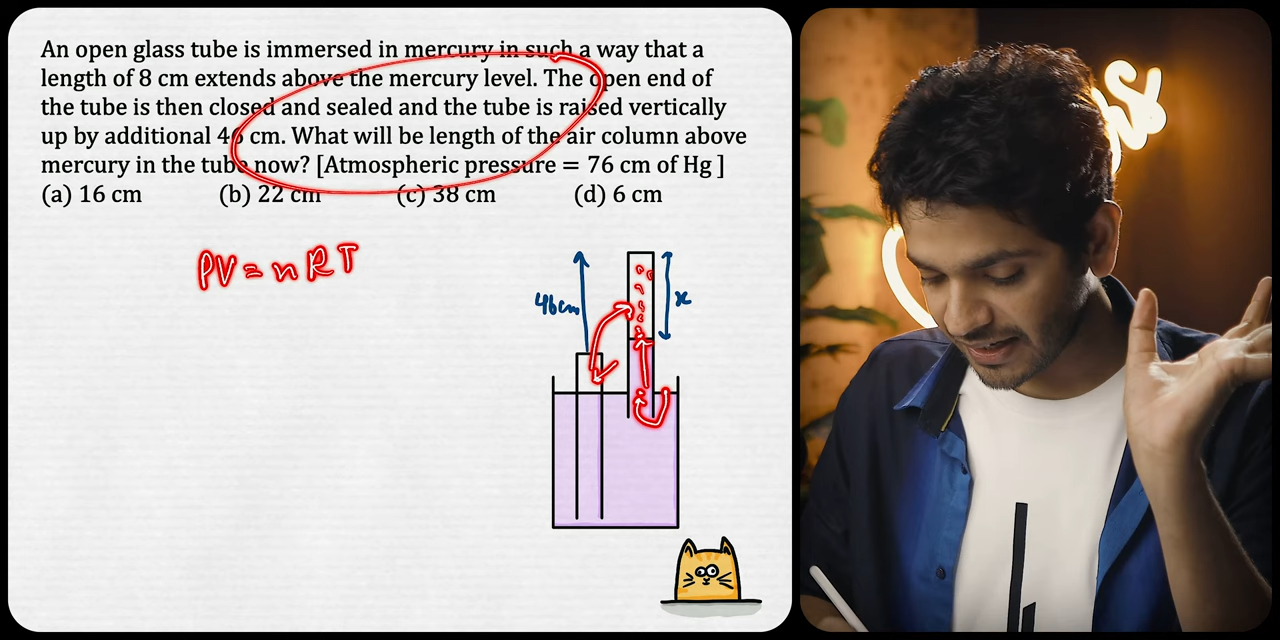 An open glass tube is immersed in mercury in such a way that a
length of 8 cm extends above the mercury level. The open end of
the tube is then closed and sealed and the tube is raised vertically
up by additional 46 cm. What will be length of the air column above
mercury in the tube now? [Atmospheric pressure = 76 cm of Hg ]
(a) 16 cm (b) 22 cm (c) 38 cm (d) 6 cm
PV = nRT
46cm x